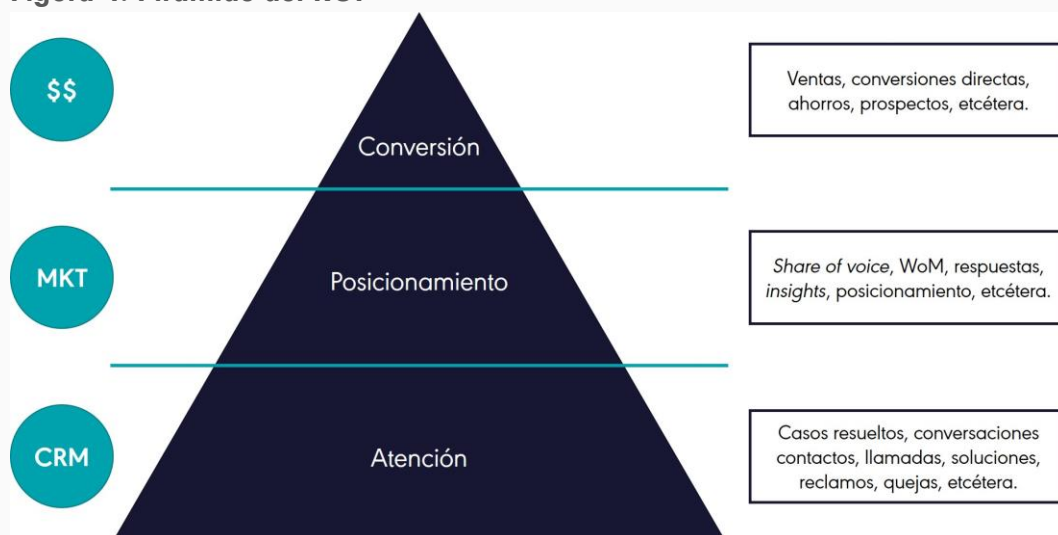 $$
Conversión
Ventas, conversiones directas,
ahorros, prospectos, etcétera.
MKT
Posicionamiento
Share of voice, WoM, respuestas,
insights, posicionamiento, etcétera.
CRM
Atención
Casos resueltos, conversaciones
contactos, llamadas, soluciones,
reclamos, quejas, etcétera.